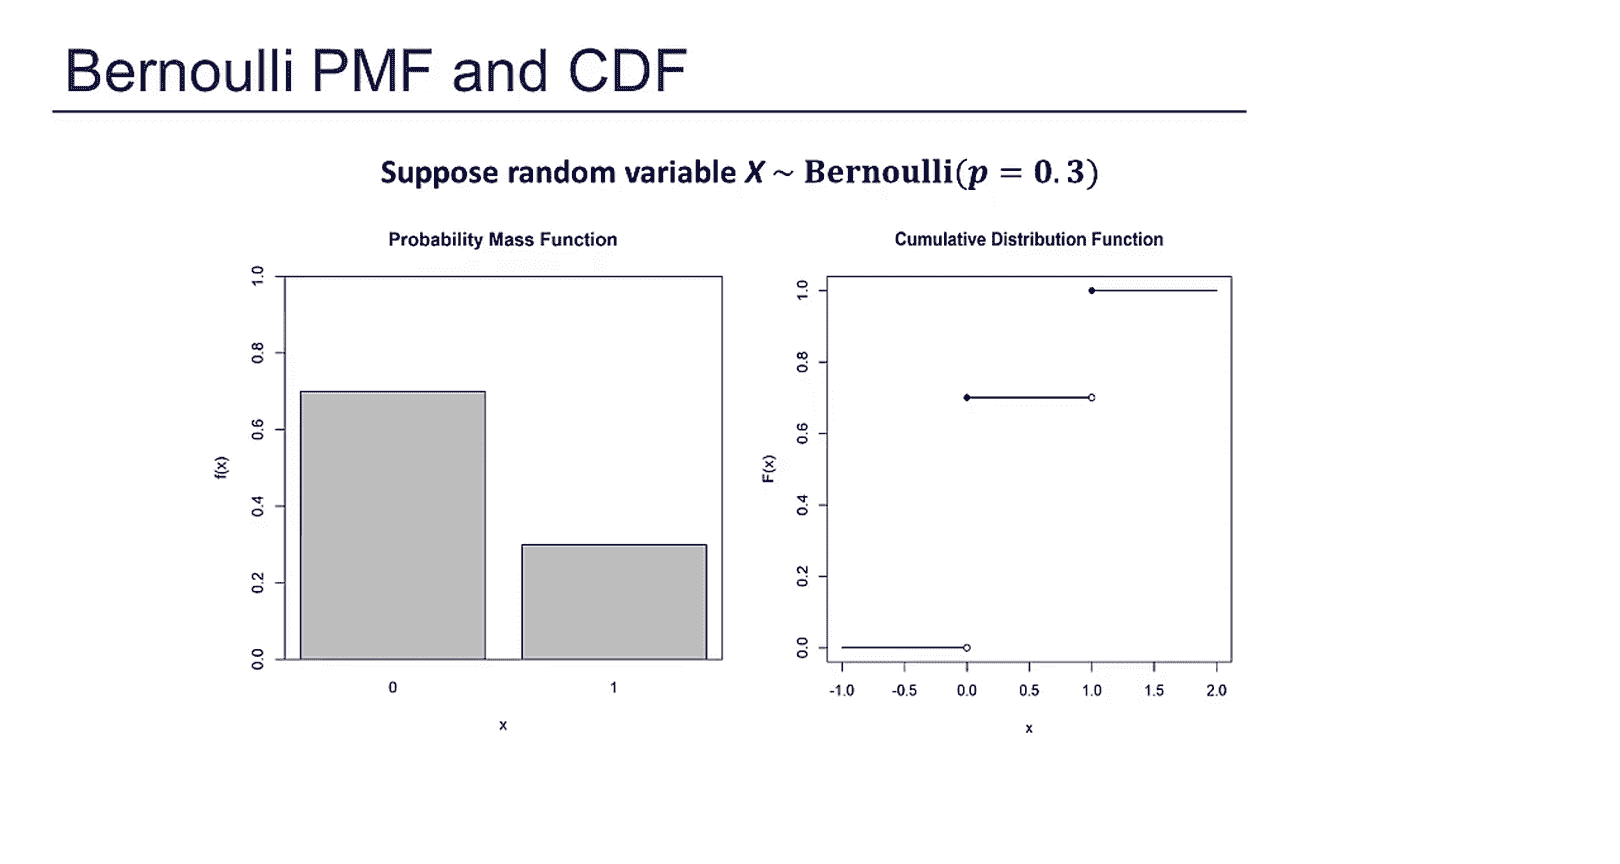 Bernoulli PMF and CDF
Suppose random variable X ~ Bernoulli(p = 0.3)
Probability Mass Function
f(x)
0.0 0.2 0.4 0.6 0.8 1.0
0 1
x
Cumulative Distribution Function
F(x)
0.0 0.2 0.4 0.6 0.8 1.0
-1.0 -0.5 0.0 0.5 1.0 1.5 2.0
x